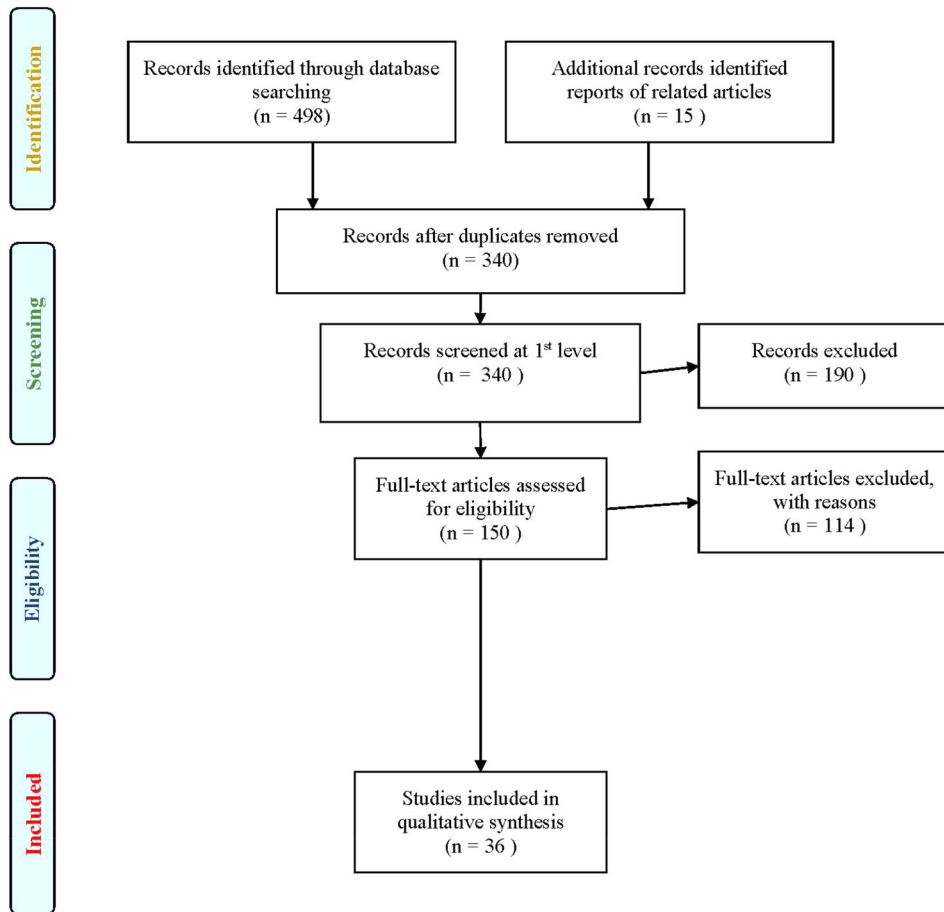 Identification
Records identified through database
searching
(n = 498)
Additional records identified
reports of related articles
(n = 15 )
Records after duplicates removed
(n = 340)
Screening
Records screened at 1st level
(n = 340 )
Records excluded
(n = 190 )
Eligibility
Full-text articles assessed
for eligibility
(n = 150 )
Full-text articles excluded,
with reasons
(n = 114 )
Included
Studies included in
qualitative synthesis
(n = 36 )